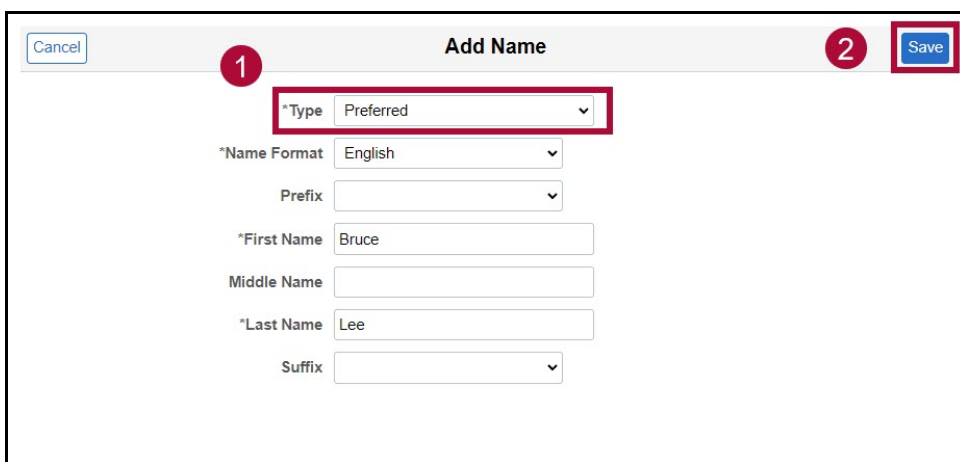 Cancel Add Name 2 Save
1
*Type Preferred
*Name Format English
Prefix
*First Name Bruce
Middle Name
*Last Name Lee
Suffix